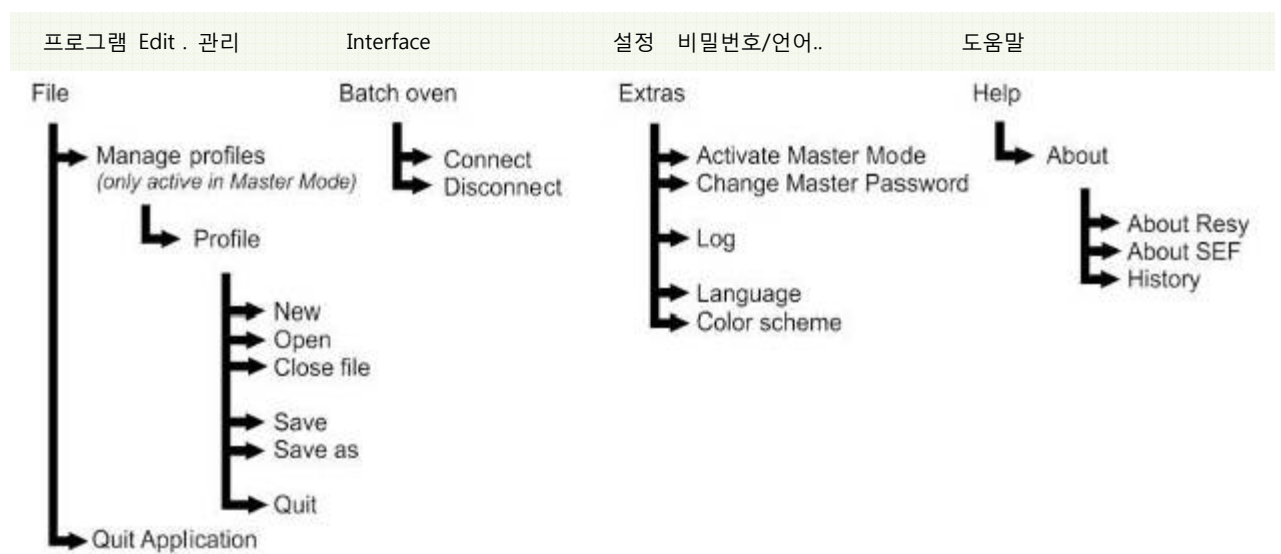 프로그램 Edit . 관리 Interface 설정 비밀번호/언어.. 도움말
File
Manage profiles
(only active in Master Mode)
Profile
New
Open
Close file
Save
Save as
Quit
Quit Application
Batch oven
Connect
Disconnect
Extras
Activate Master Mode
Change Master Password
Log
Language
Color scheme
Help
About
About Resy
About SEF
History